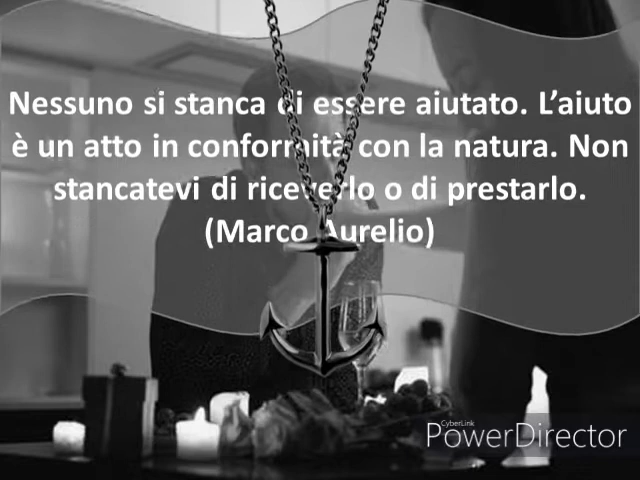 Nessuno si stanca di essere aiutato. L'aiuto
è un atto in conformità con la natura. Non
stancatevi di riceverlo o di prestarlo.
(Marco Aurelio)
CyberLink
PowerDirector